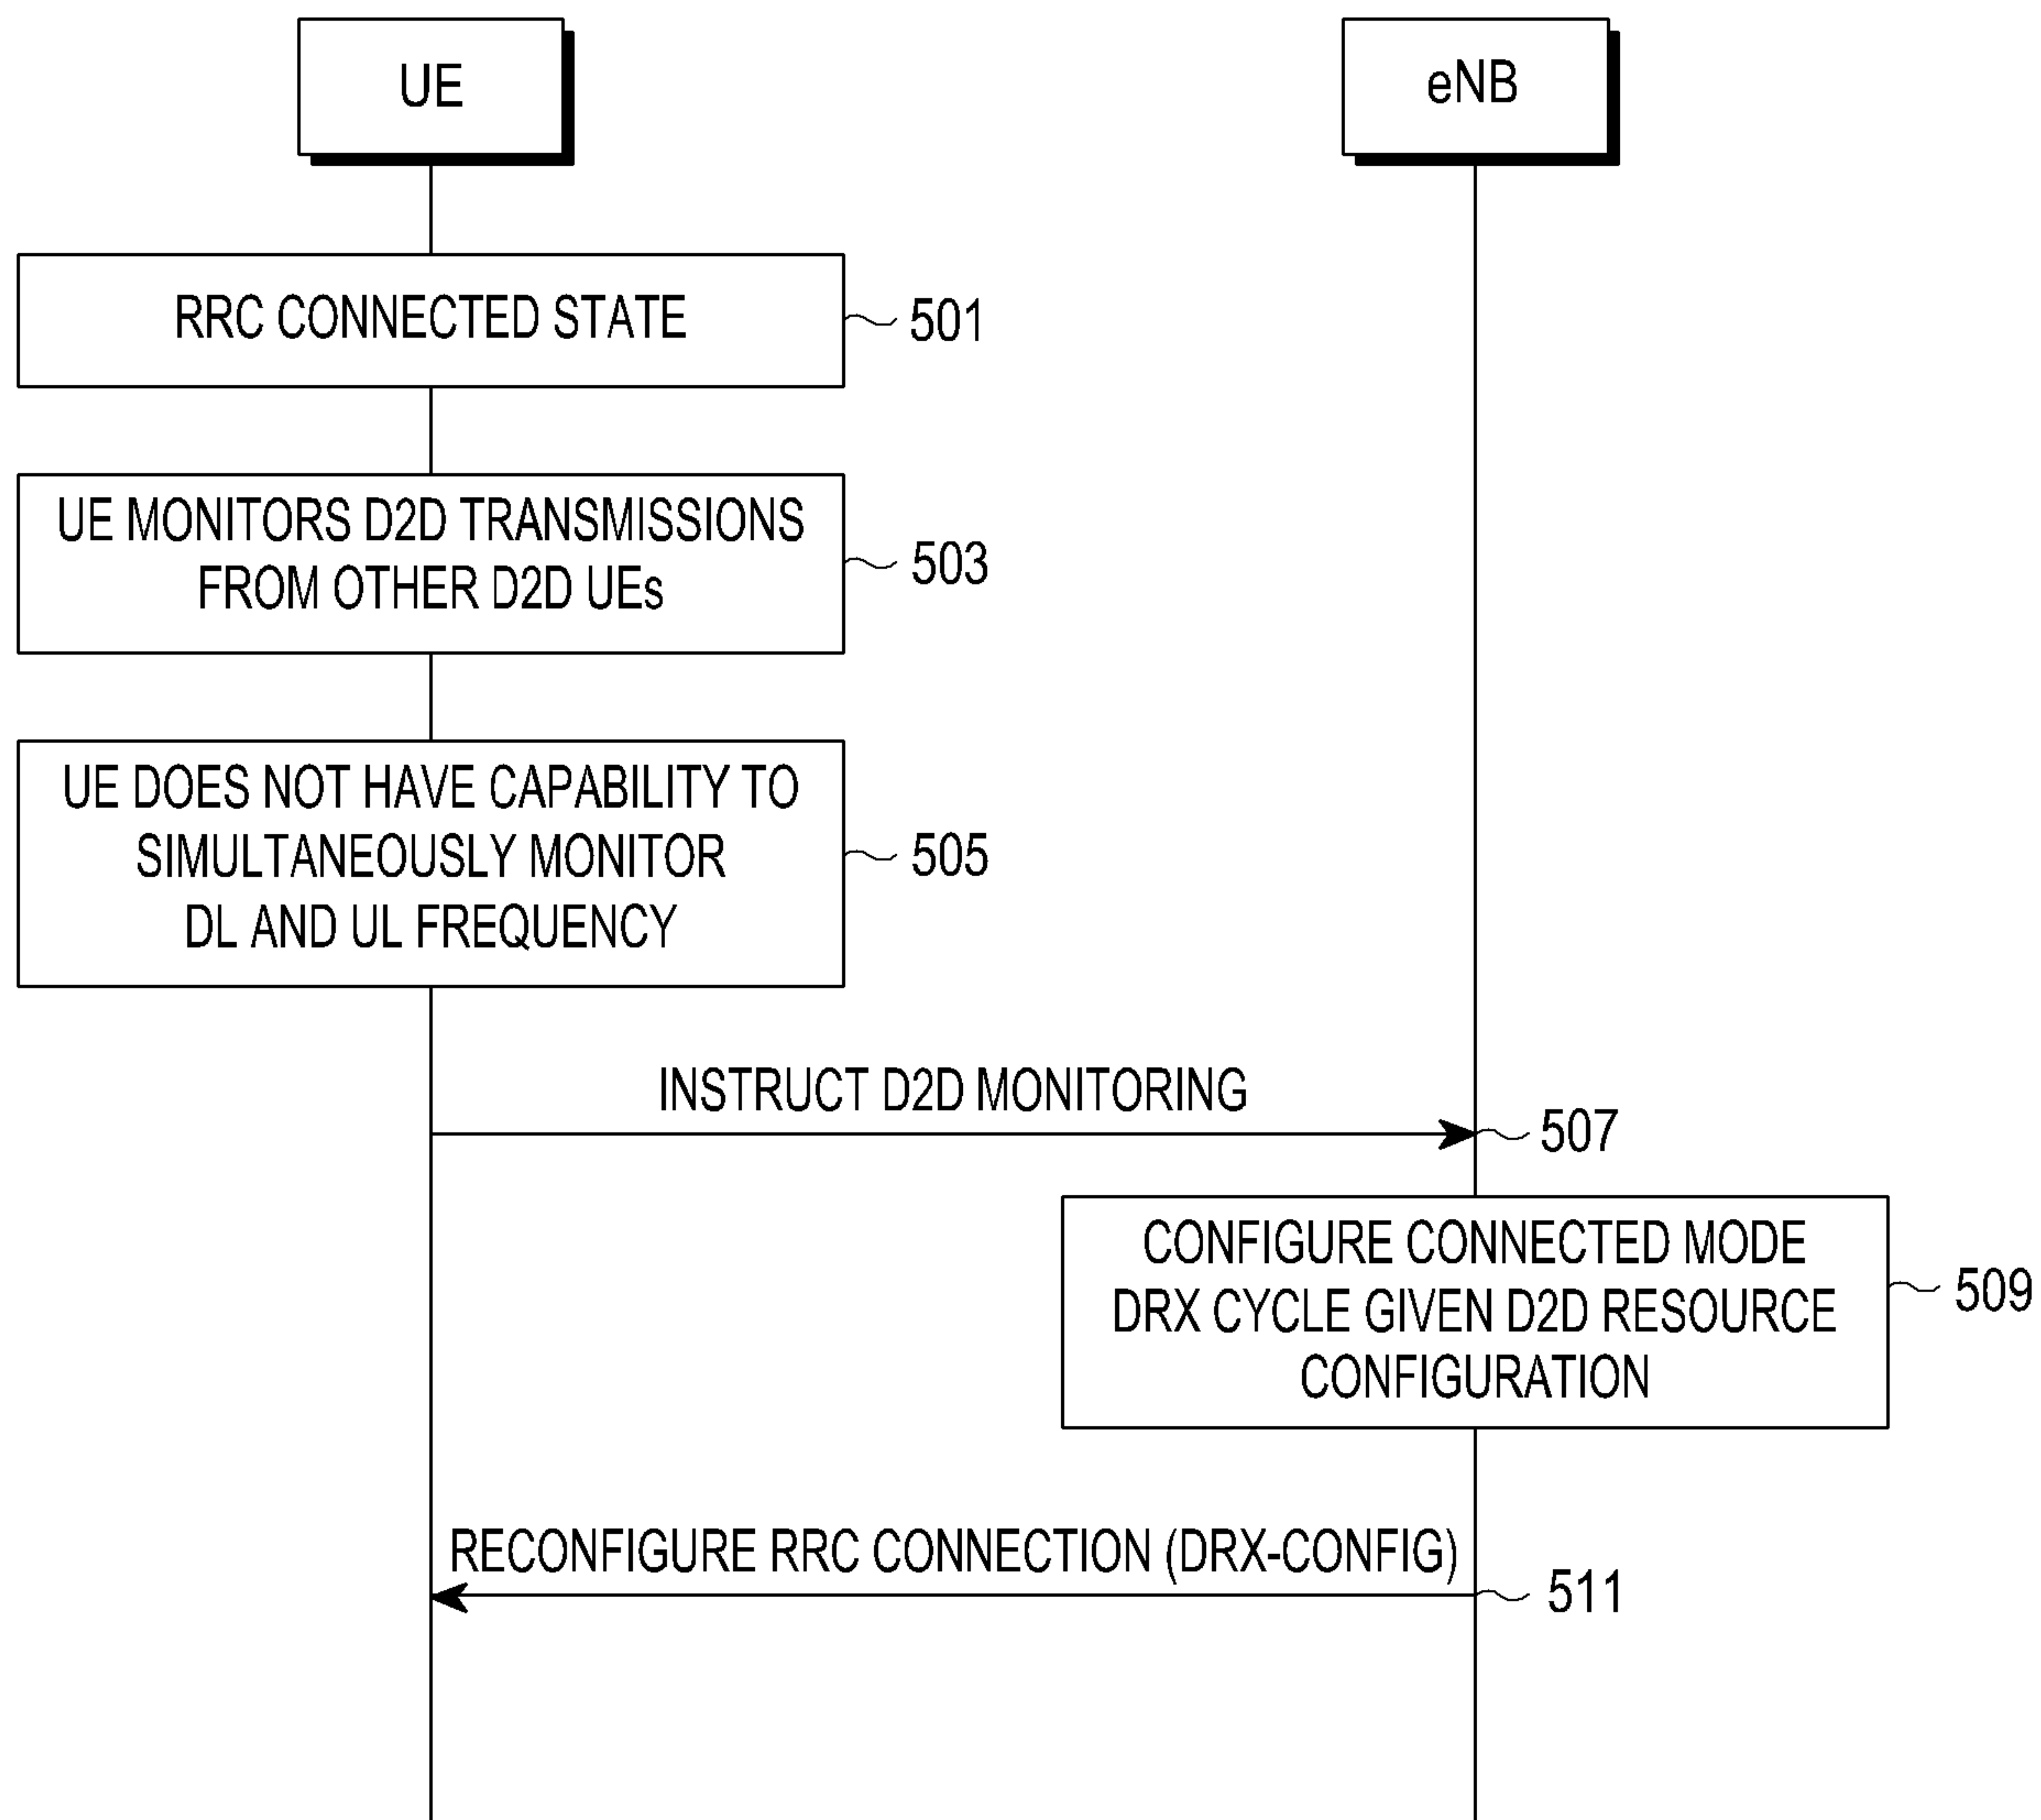 UE
eNB
RRC CONNECTED STATE
501
UE MONITORS D2D TRANSMISSIONS
FROM OTHER D2D UEs
503
UE DOES NOT HAVE CAPABILITY TO
SIMULTANEOUSLY MONITOR
DL AND UL FREQUENCY
505
INSTRUCT D2D MONITORING
507
CONFIGURE CONNECTED MODE
DRX CYCLE GIVEN D2D RESOURCE
CONFIGURATION
509
RECONFIGURE RRC CONNECTION (DRX-CONFIG)
511